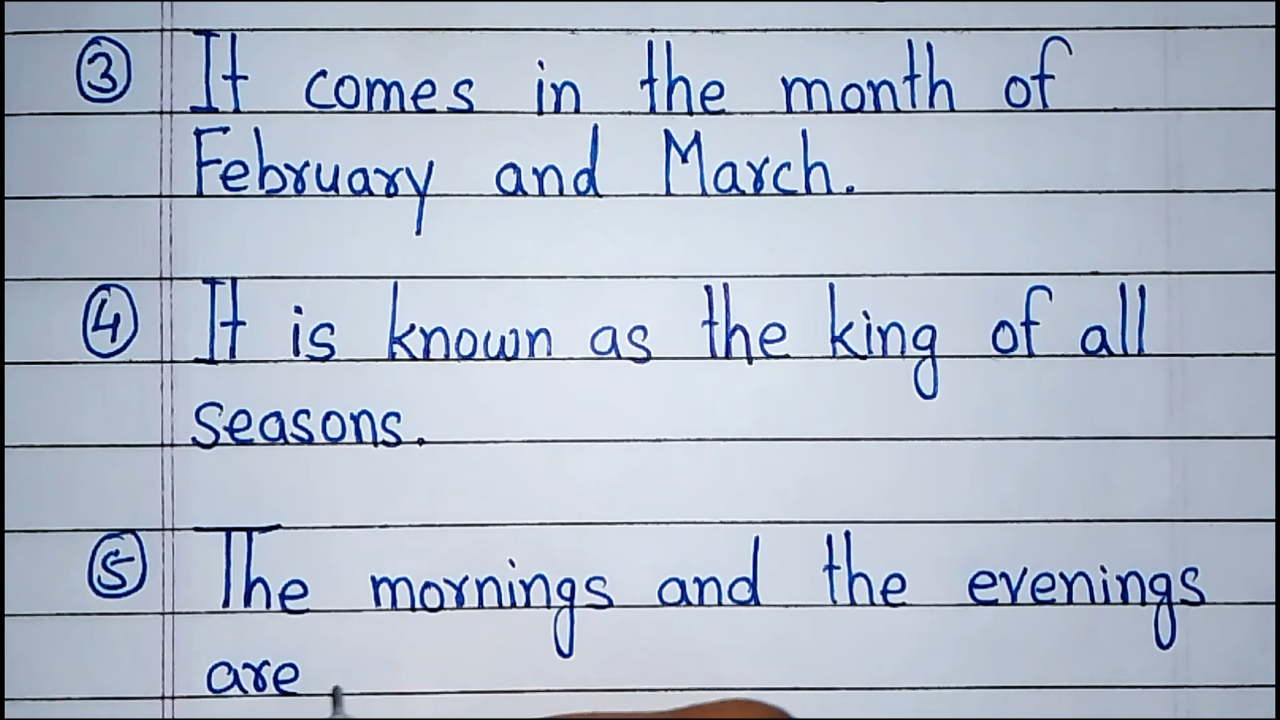 ③ It comes in the month of
February and March.
④ It is known as the king of all
seasons.
⑤ The mornings and the evenings
are